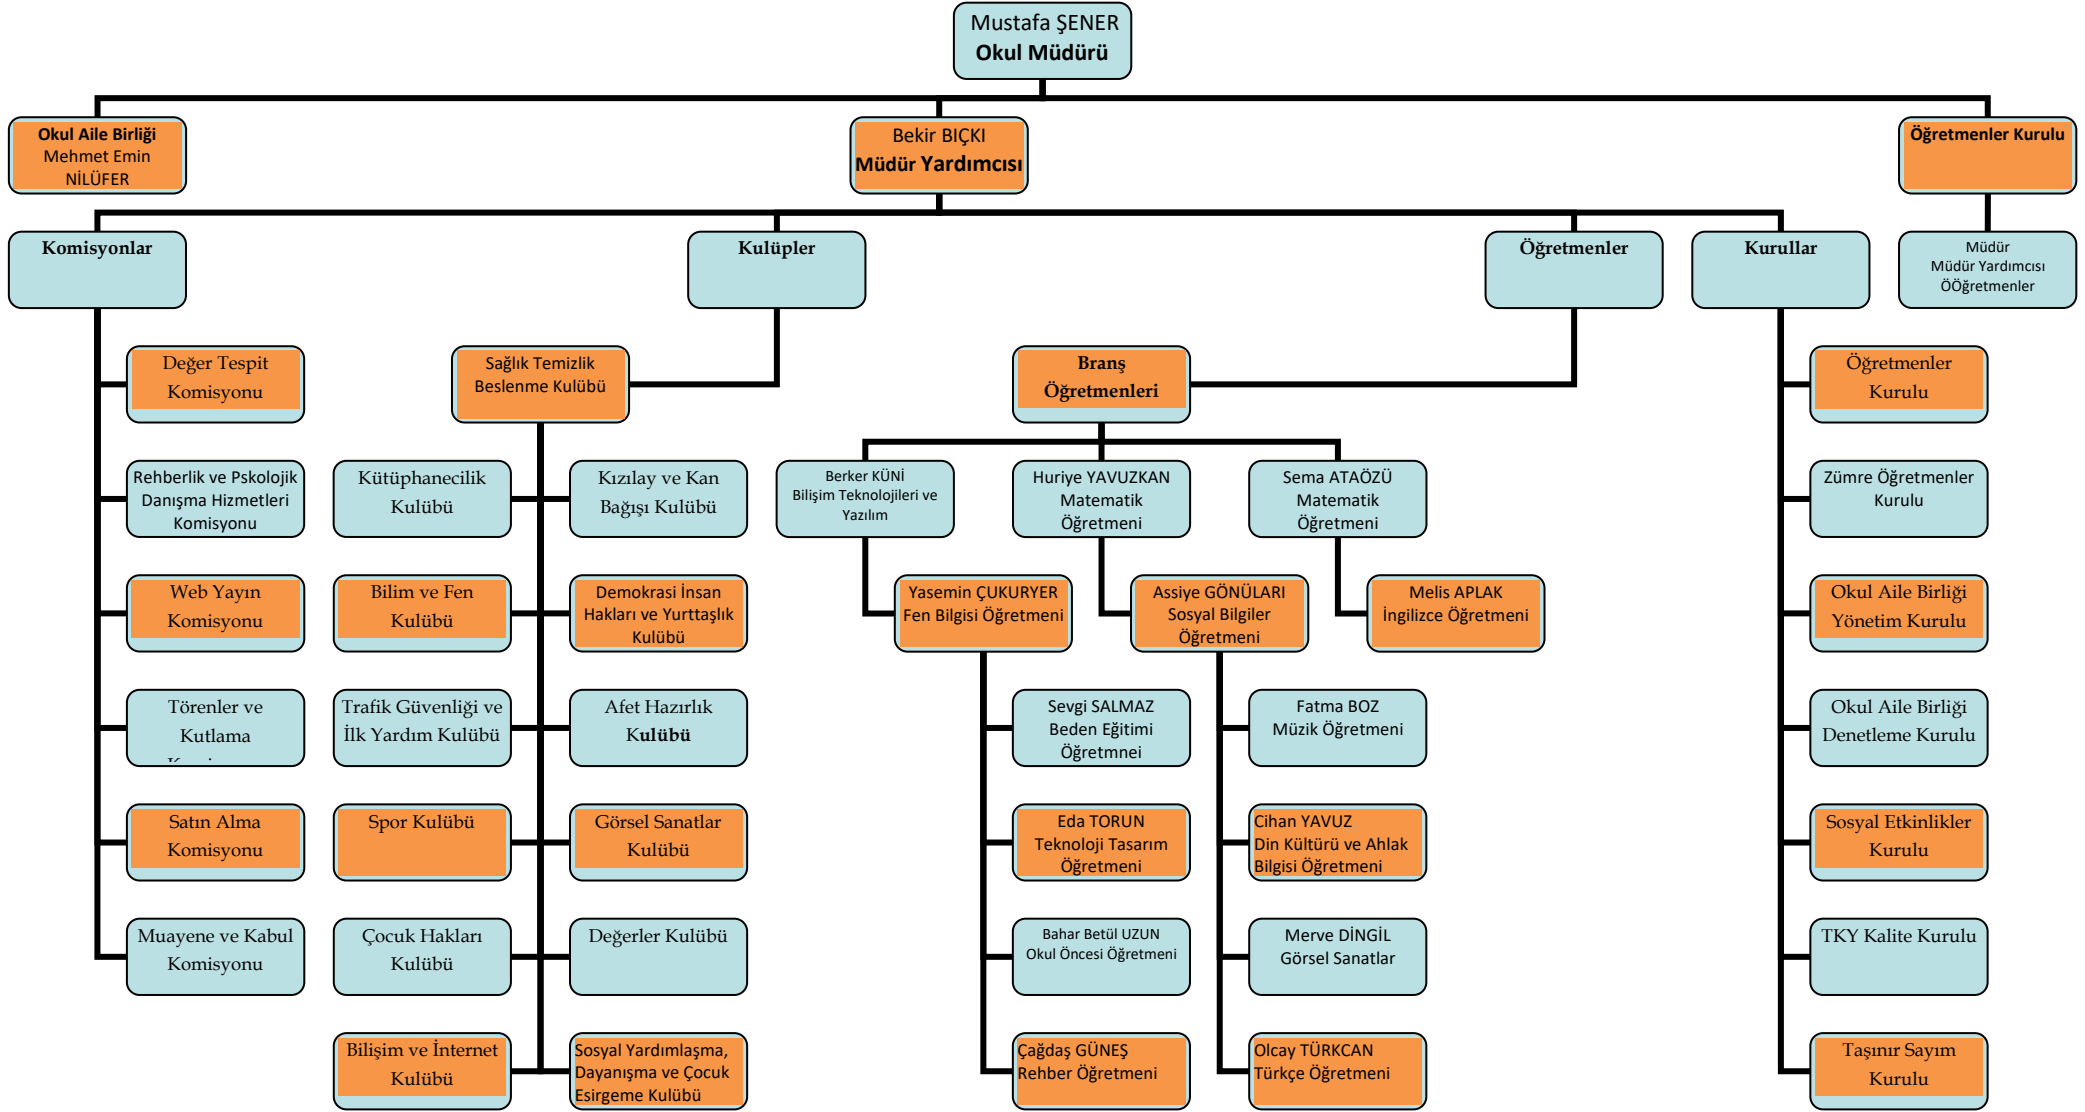 Mustafa ŞENER
Okul Müdürü
Okul Aile Birliği
Mehmet Emin
NİLÜFER
Bekir BIÇKI
Müdür Yardımcısı
Öğretmenler Kurulu
Komisyonlar
Kulüpler
Öğretmenler
Kurullar
Müdür
Müdür Yardımcısı
ÖÖğretmenler
Değer Tespit
Komisyonu
Sağlık Temizlik
Beslenme Kulübü
Branş
Öğretmenleri
Öğretmenler
Kurulu
Rehberlik ve Pskolojik
Danışma Hizmetleri
Komisyonu
Kütüphanecilik
Kulübü
Kızılay ve Kan
Bağışı Kulübü
Berker KÜNİ
Bilişim Teknolojileri ve
Yazılım
Huriye YAVUZKAN
Matematik
Öğretmeni
Sema ATAÖZÜ
Matematik
Öğretmeni
Zümre Öğretmenler
Kurulu
Web Yayın
Komisyonu
Bilim ve Fen
Kulübü
Demokrasi İnsan
Hakları ve Yurttaşlık
Kulübü
Yasemin ÇUKURYER
Fen Bilgisi Öğretmeni
Assiye GÖNÜLARI
Sosyal Bilgiler
Öğretmeni
Melis APLAK
İngilizce Öğretmeni
Okul Aile Birliği
Yönetim Kurulu
Törenler ve
Kutlama
Trafik Güvenliği ve
İlk Yardım Kulübü
Afet Hazırlık
Kulübü
Sevgi SALMAZ
Beden Eğitimi
Öğretmnei
Fatma BOZ
Müzik Öğretmeni
Okul Aile Birliği
Denetleme Kurulu
Satın Alma
Komisyonu
Spor Kulübü
Görsel Sanatlar
Kulübü
Eda TORUN
Teknoloji Tasarım
Öğretmeni
Cihan YAVUZ
Din Kültürü ve Ahlak
Bilgisi Öğretmeni
Sosyal Etkinlikler
Kurulu
Muayene ve Kabul
Komisyonu
Çocuk Hakları
Kulübü
Değerler Kulübü
Bahar Betül UZUN
Okul Öncesi Öğretmeni
Merve DİNGİL
Görsel Sanatlar
TKY Kalite Kurulu
Bilişim ve İnternet
Kulübü
Sosyal Yardımlaşma,
Dayanışma ve Çocuk
Esirgeme Kulübü
Çağdaş GÜNEŞ
Rehber Öğretmeni
Olcay TÜRKCAN
Türkçe Öğretmeni
Taşınır Sayım
Kurulu